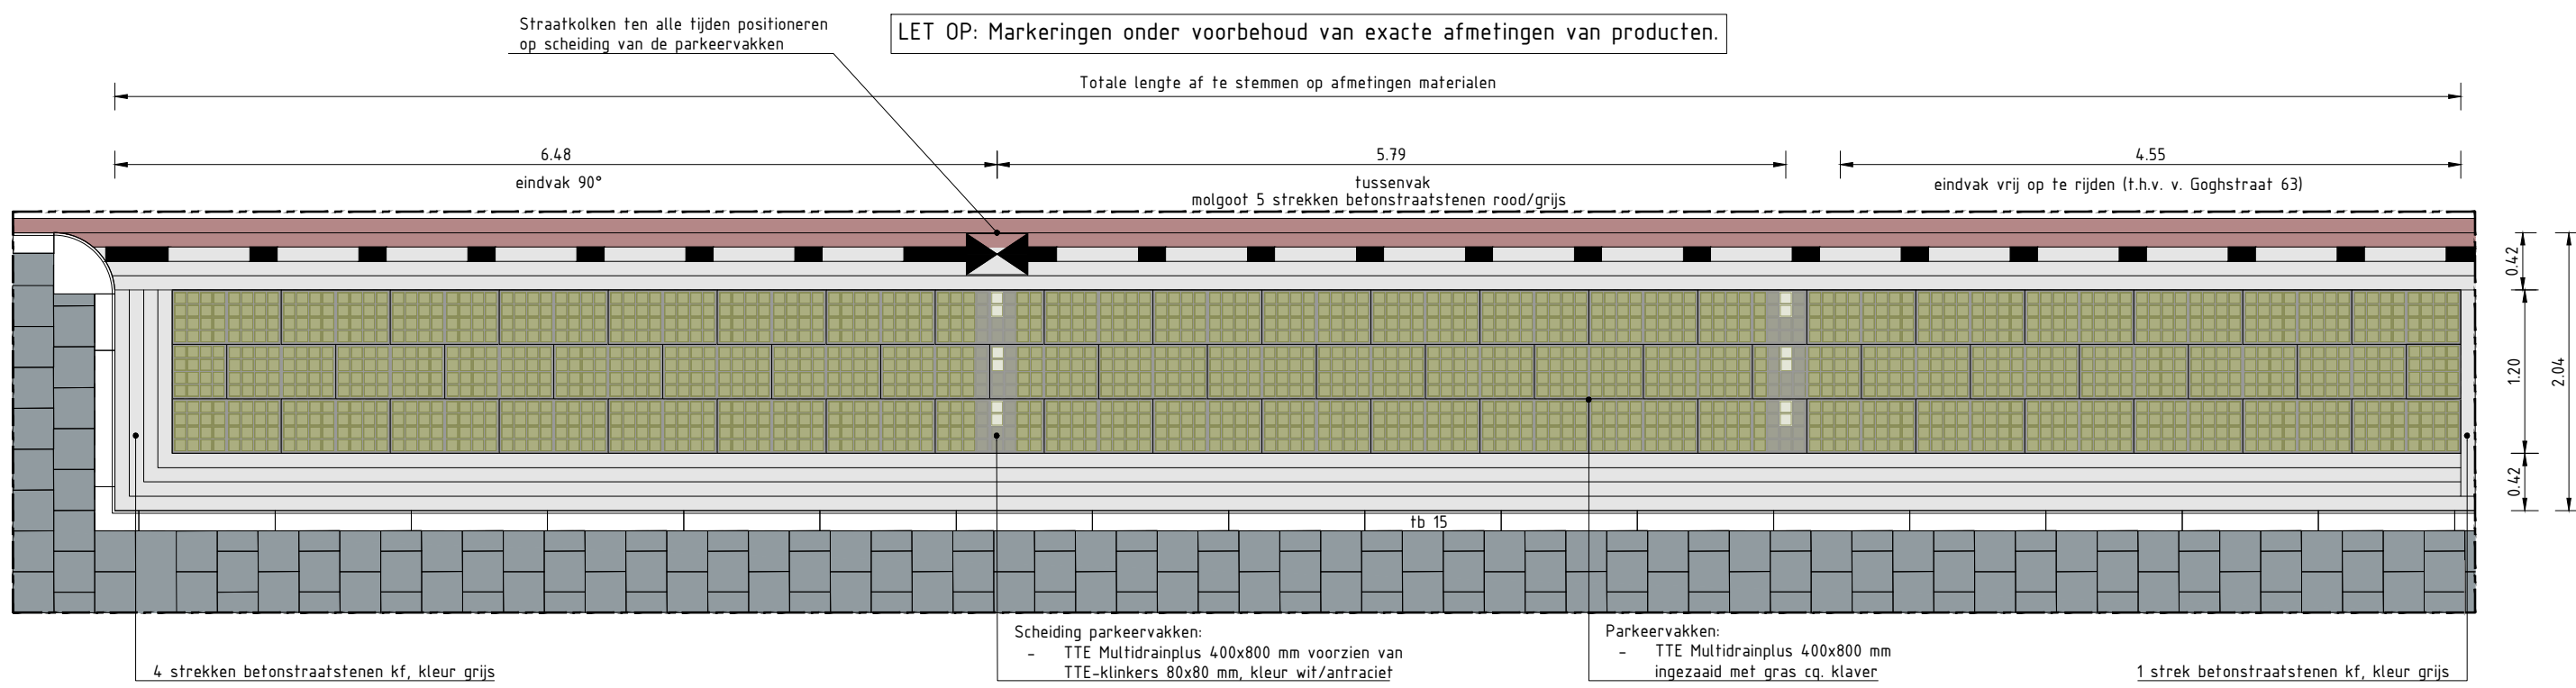 Straatkolken ten alle tijden positioneren
op scheiding van de parkeervakken
LET OP: Markeringen onder voorbehoud van exacte afmetingen van producten.
Totale lengte af te stemmen op afmetingen materialen
6.48
5.79
4.55
eindvak 90°
tussenvak
eindvak vrij op te rijden (t.h.v. v. Goghstraat 63)
molgoot 5 strekken betonstraatstenen rood/grijs
0.42
1.20
2.04
0.42
tb 15
Scheiding parkeervakken:
- TTE Multidrainplus 400x800 mm voorzien van
TTE-klinkers 80x80 mm, kleur wit/antraciet
Parkeervakken:
- TTE Multidrainplus 400x800 mm
ingezaaid met gras cq. klaver
4 strekken betonstraatstenen kf, kleur grijs
1 strek betonstraatstenen kf, kleur grijs